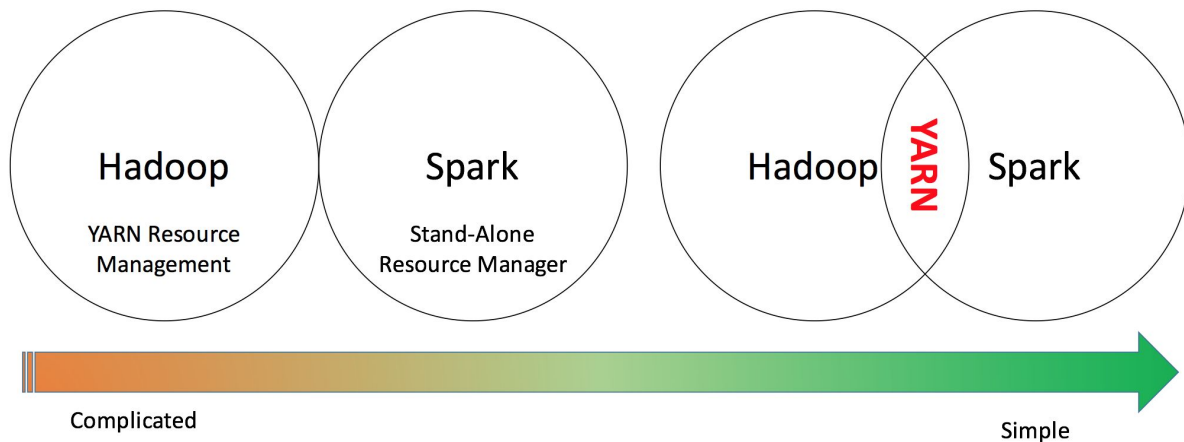 Hadoop
YARN Resource
Management
Spark
Stand-Alone
Resource Manager
Hadoop
YARN
Spark
Complicated
Simple